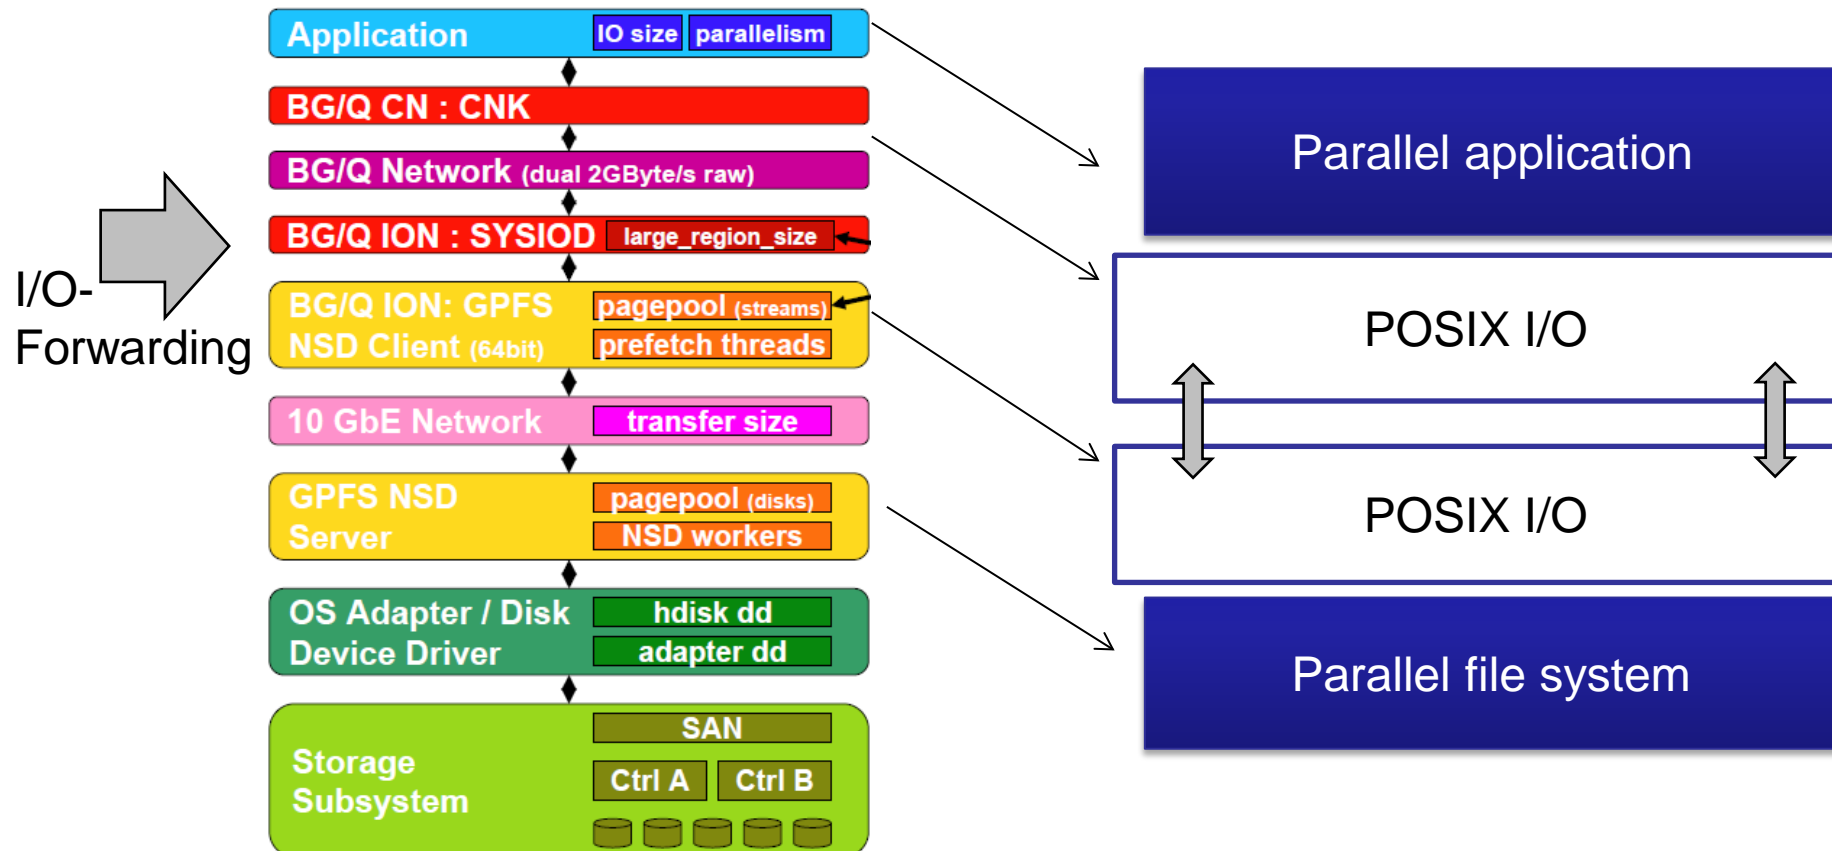 Application
IO size
parallelism
BG/Q CN : CNK
BG/Q Network (dual 2GByte/s raw)
BG/Q ION : SYSIOD
large_region_size
BG/Q ION: GPFS
NSD Client (64bit)
pagepool (streams)
prefetch threads
10 GbE Network
transfer size
GPFS NSD
Server
pagepool (disks)
NSD workers
OS Adapter / Disk
Device Driver
hdisk dd
adapter dd
Storage
Subsystem
SAN
Ctrl A
Ctrl B
I/O-
Forwarding
Parallel application
POSIX I/O
POSIX I/O
Parallel file system